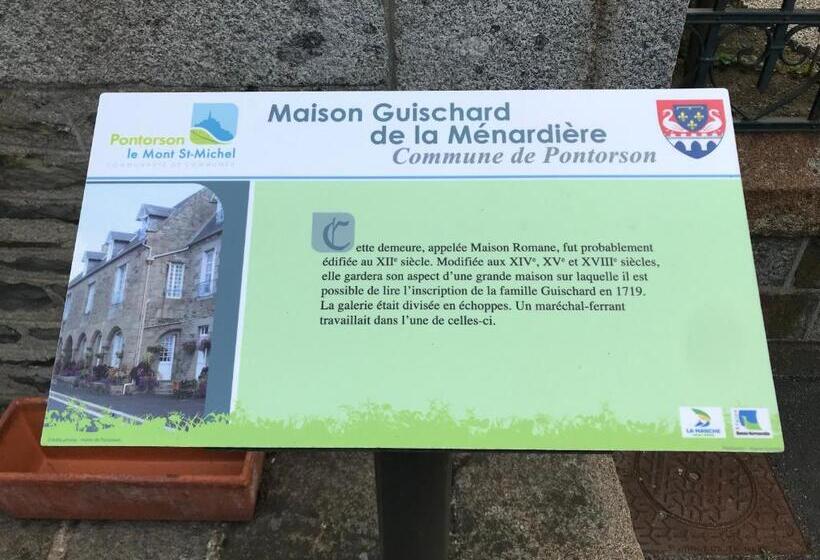 Pontorson
le Mont St-Michel
COMMUNAUTÉ DE COMMUNES
Maison Guischard
de la Ménardière
Commune de Pontorson
Cette demeure, appelée Maison Romane, fut probablement
édifiée au XIIe siècle. Modifiée aux XIVe, XVe et XVIIIe siècles,
elle gardera son aspect d'une grande maison sur laquelle il est
possible de lire l'inscription de la famille Guischard en 1719.
La galerie était divisée en échoppes. Un maréchal-ferrant
travaillait dans l'une de celles-ci.
LA MANCHE